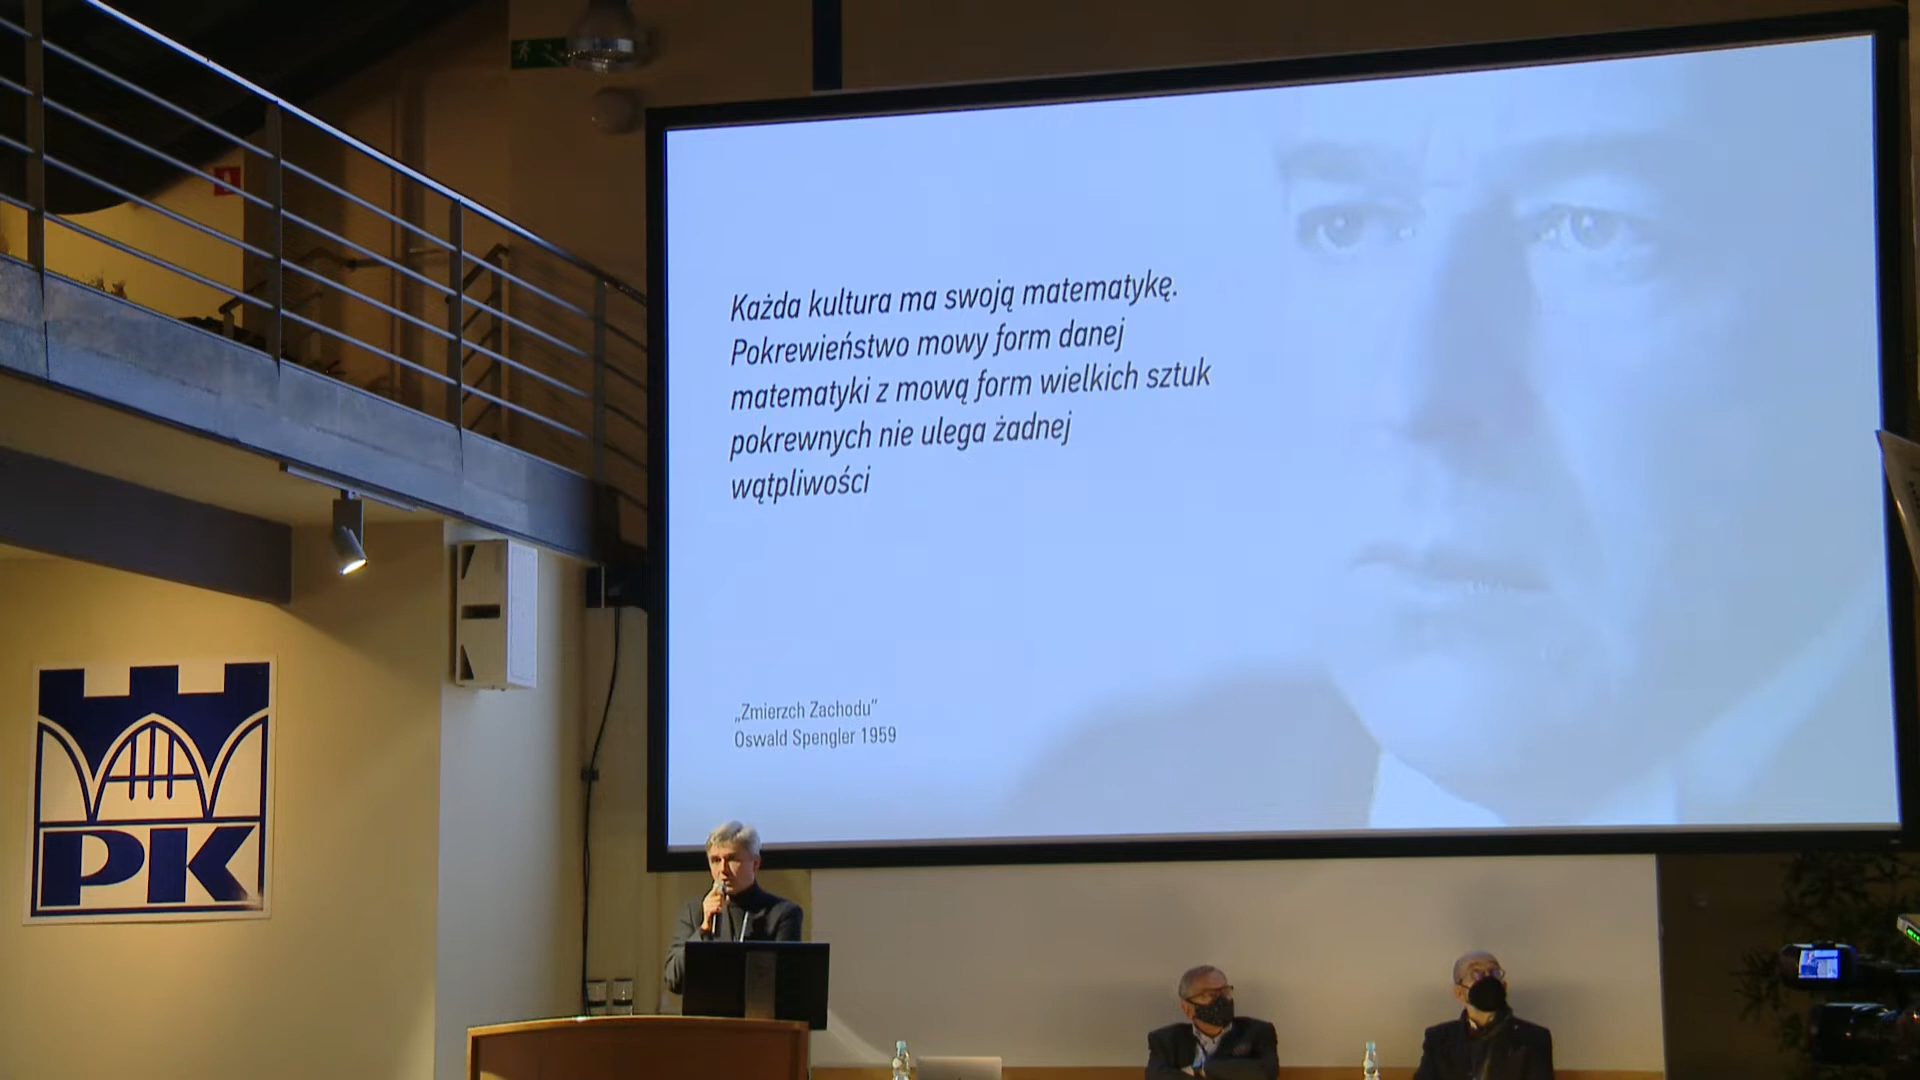 Każda kultura ma swoją matematykę.
Pokrewieństwo mowy form danej
matematyki z mową form wielkich sztuk
pokrewnych nie ulega żadnej
wątpliwości
„Zmierzch Zachodu”
Oswald Spengler 1959
PK